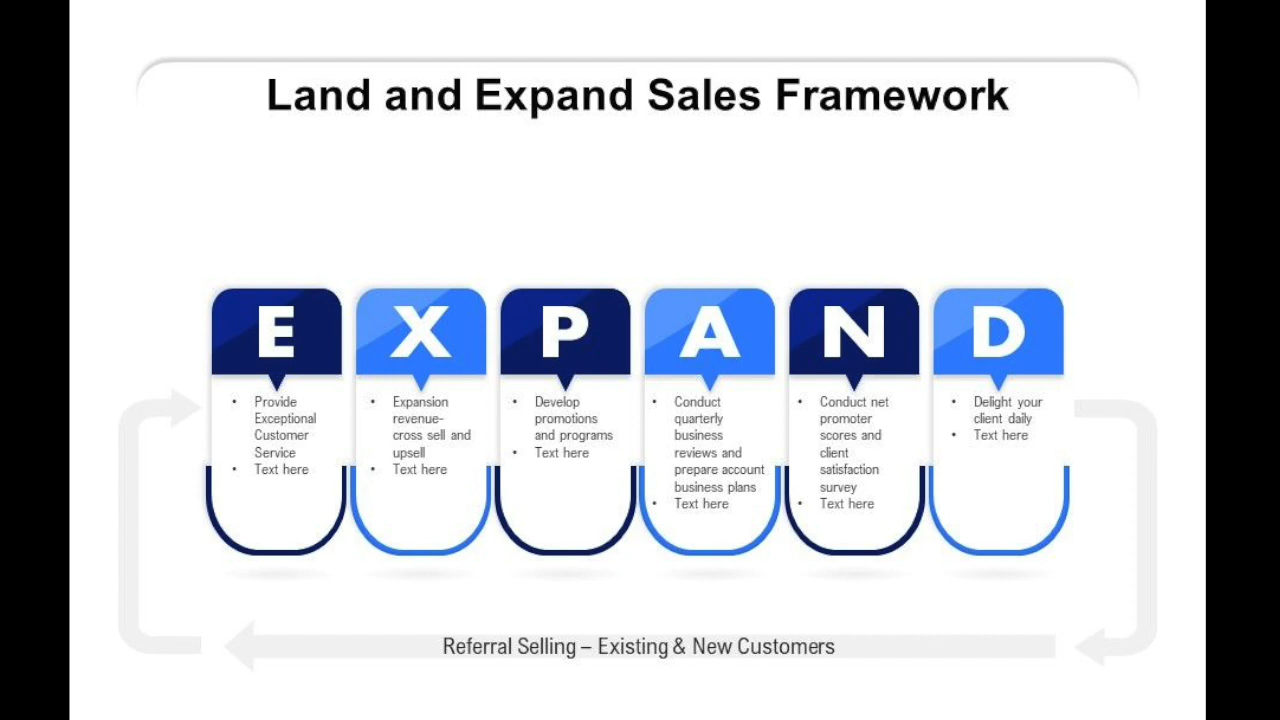 Land and Expand Sales Framework
E X P A N D
• Provide
Exceptional
Customer
Service
• Text here
• Expansion
revenue-
cross sell and
upsell
• Text here
• Develop
promotions
and programs
• Text here
• Conduct
quarterly
business
reviews and
prepare account
business plans
• Text here
• Conduct net
promoter
scores and
client
satisfaction
survey
• Text here
• Delight your
client daily
• Text here
Referral Selling – Existing & New Customers